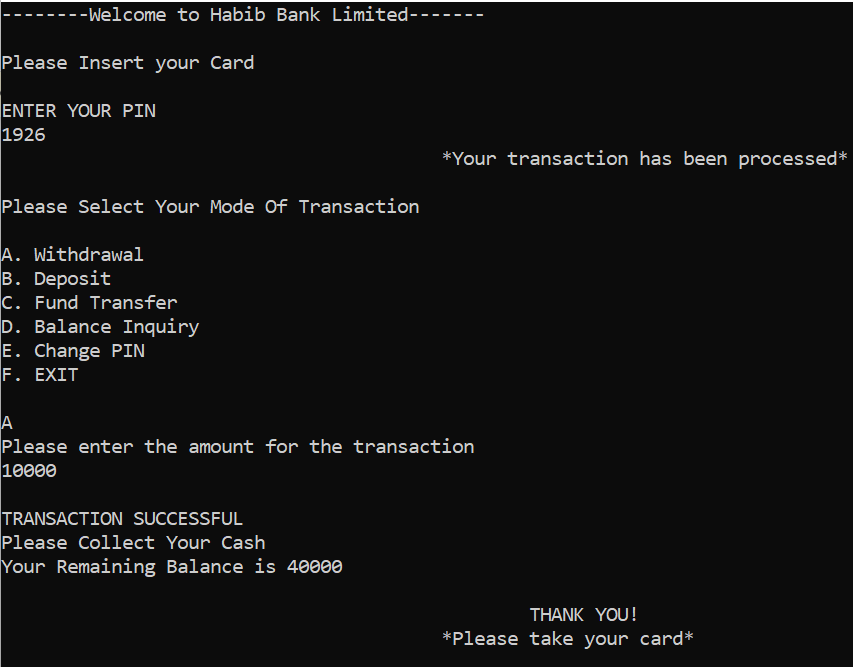 --------Welcome to Habib Bank Limited-------
Please Insert your Card
ENTER YOUR PIN
1926
*Your transaction has been processed*
Please Select Your Mode Of Transaction
A. Withdrawal
B. Deposit
C. Fund Transfer
D. Balance Inquiry
E. Change PIN
F. EXIT
A
Please enter the amount for the transaction
10000
TRANSACTION SUCCESSFUL
Please Collect Your Cash
Your Remaining Balance is 40000
THANK YOU!
*Please take your card*